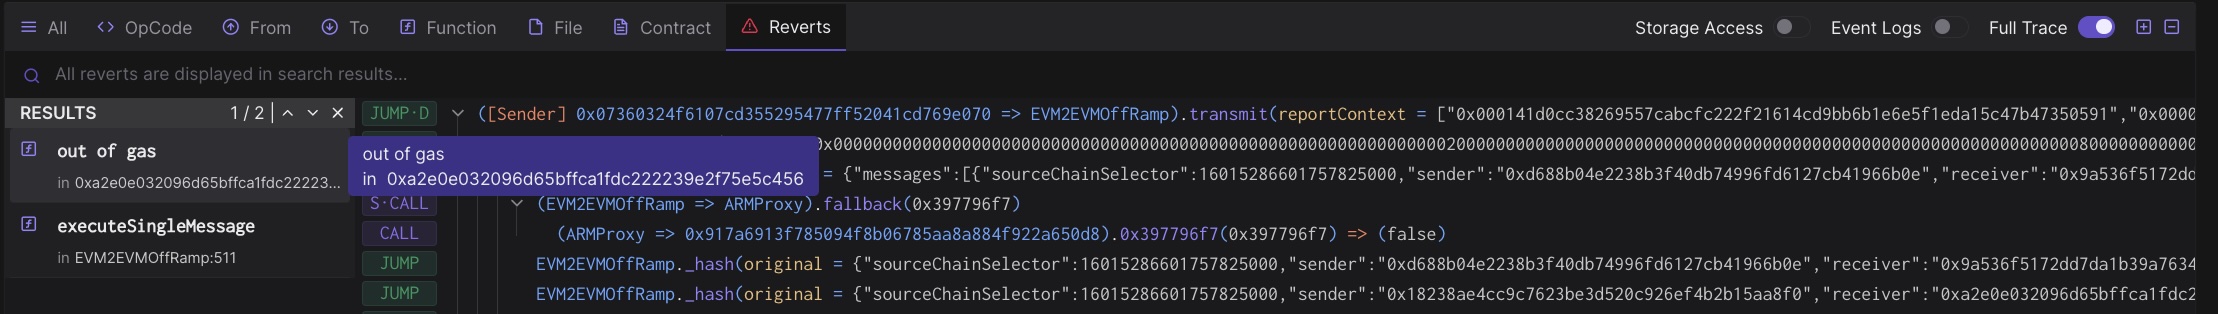 All OpCode From To Function File Contract Reverts Storage Access Event Logs Full Trace
All reverts are displayed in search results...
RESULTS 1 / 2
out of gas
in 0xa2e0e032096d65bffca1fdc22223...
executeSingleMessage
in EVM2EVMOffRamp:511
out of gas
in 0xa2e0e032096d65bffca1fdc222239e2f75e5c456
JUMP·D ([Sender] 0x07360324f6107cd355295477ff52041cd769e070 => EVM2EVMOffRamp).transmit(reportContext = ["0x000141d0cc38269557cabcfc222f21614cd9bb6b1e6e5f1eda15c47b47350591","0x0000
= {"messages":[{"sourceChainSelector":16015286601757825000,"sender":"0xd688b04e2238b3f40db74996fd6127cb41966b0e","receiver":"0x9a536f5172dd
S·CALL (EVM2EVMOffRamp => ARMProxy).fallback(0x397796f7)
CALL (ARMProxy => 0x917a6913f785094f8b06785aa8a884f922a650d8).0x397796f7(0x397796f7) => (false)
JUMP EVM2EVMOffRamp._hash(original = {"sourceChainSelector":16015286601757825000,"sender":"0xd688b04e2238b3f40db74996fd6127cb41966b0e","receiver":"0x9a536f5172dd7da1b39a7634
JUMP EVM2EVMOffRamp._hash(original = {"sourceChainSelector":16015286601757825000,"sender":"0x18238ae4cc9c7623be3d520c926ef4b2b15aa8f0","receiver":"0xa2e0e032096d65bffca1fdc2